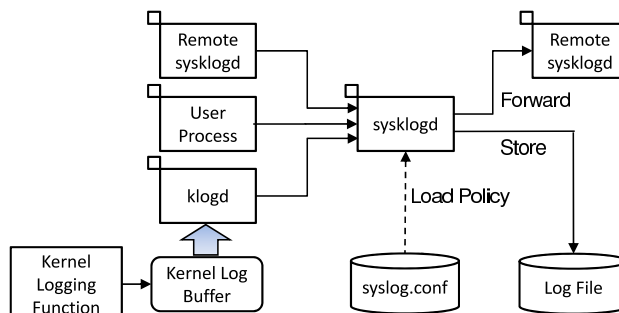 Remote
sysklogd
Remote
sysklogd
User
Process
sysklogd
Forward
Store
klogd
Load Policy
Kernel
Logging
Function
Kernel Log
Buffer
syslog.conf
Log File